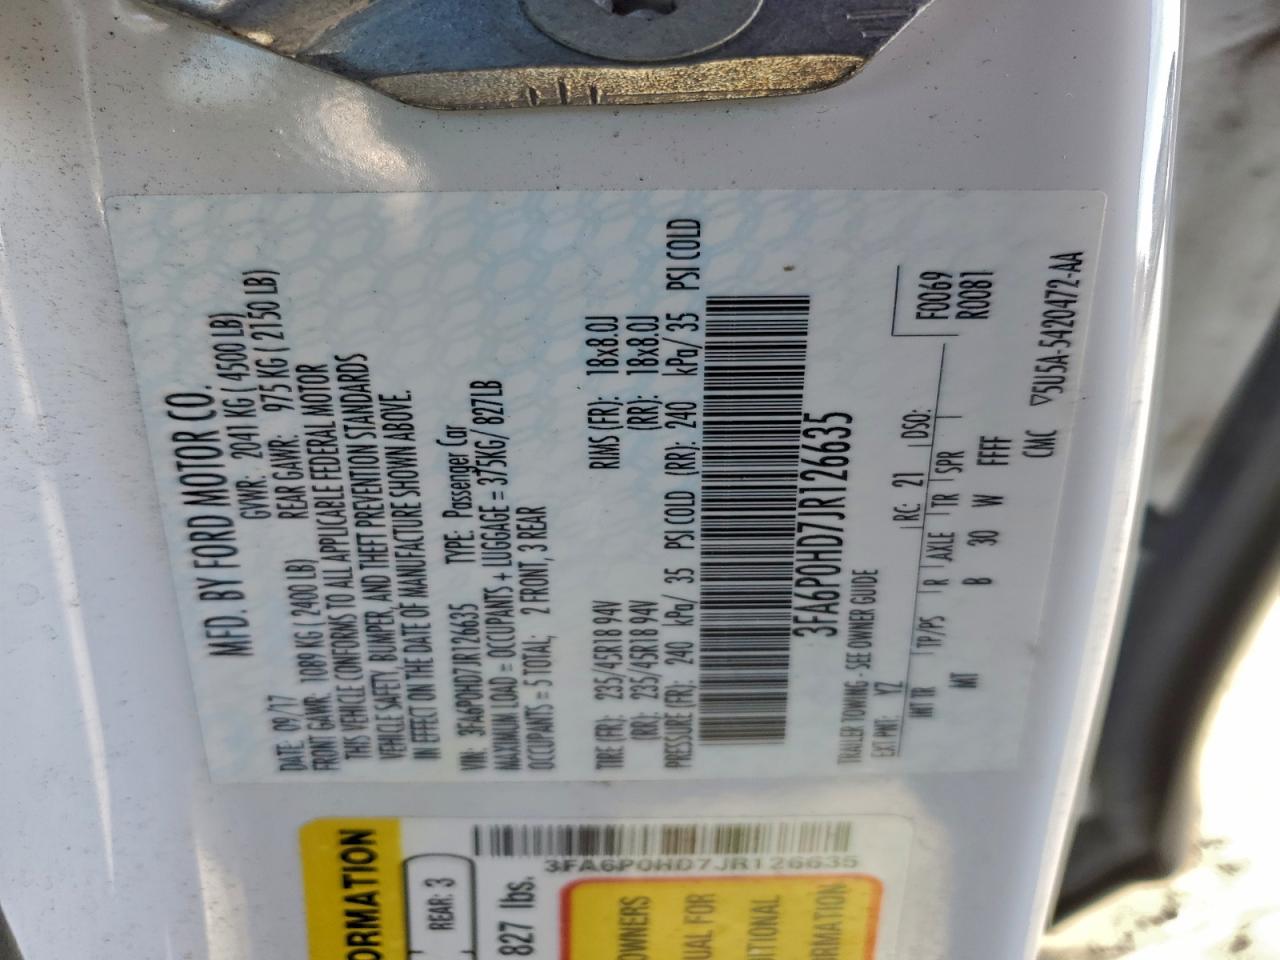 MFD. BY FORD MOTOR CO.
DATE: 09/17 GVWR: 2041 KG ( 4500 LB)
FRONT GAWR: 1089 KG ( 2400 LB) REAR GAWR: 975 KG ( 2150 LB)
THIS VEHICLE CONFORMS TO ALL APPLICABLE FEDERAL MOTOR
VEHICLE SAFETY, BUMPER, AND THEFT PREVENTION STANDARDS
IN EFFECT ON THE DATE OF MANUFACTURE SHOWN ABOVE.
VIN: 3FA6P0HD7JR126635 TYPE: Passenger Car
MAXIMUM LOAD = OCCUPANTS + LUGGAGE = 375KG/ 827LB
OCCUPANTS = 5 TOTAL, 2 FRONT, 3 REAR
TIRE (FR): 235/45R18 94V RIMS (FR): 18x8.0J
(RR): 235/45R18 94V (RR): 18x8.0J
PRESSURE (FR): 240 kPa/ 35 PSI COLD (RR): 240 kPa/ 35 PSI COLD
3FA6P0HD7JR126635
TRAILER TOWING - SEE OWNER GUIDE
EXT PNT: YZ RC: 21 DSO: F0069
R0081
INT TR TP/PS R AXLE TR SPR
MT B 30 W FFFF
CMC ▽5U5A-5420472-AA
3FA6P0HD7JR126635
ORMATION
REAR: 3
827 lbs.
OWNERS
UAL FOR
ITIONAL
ORMATION